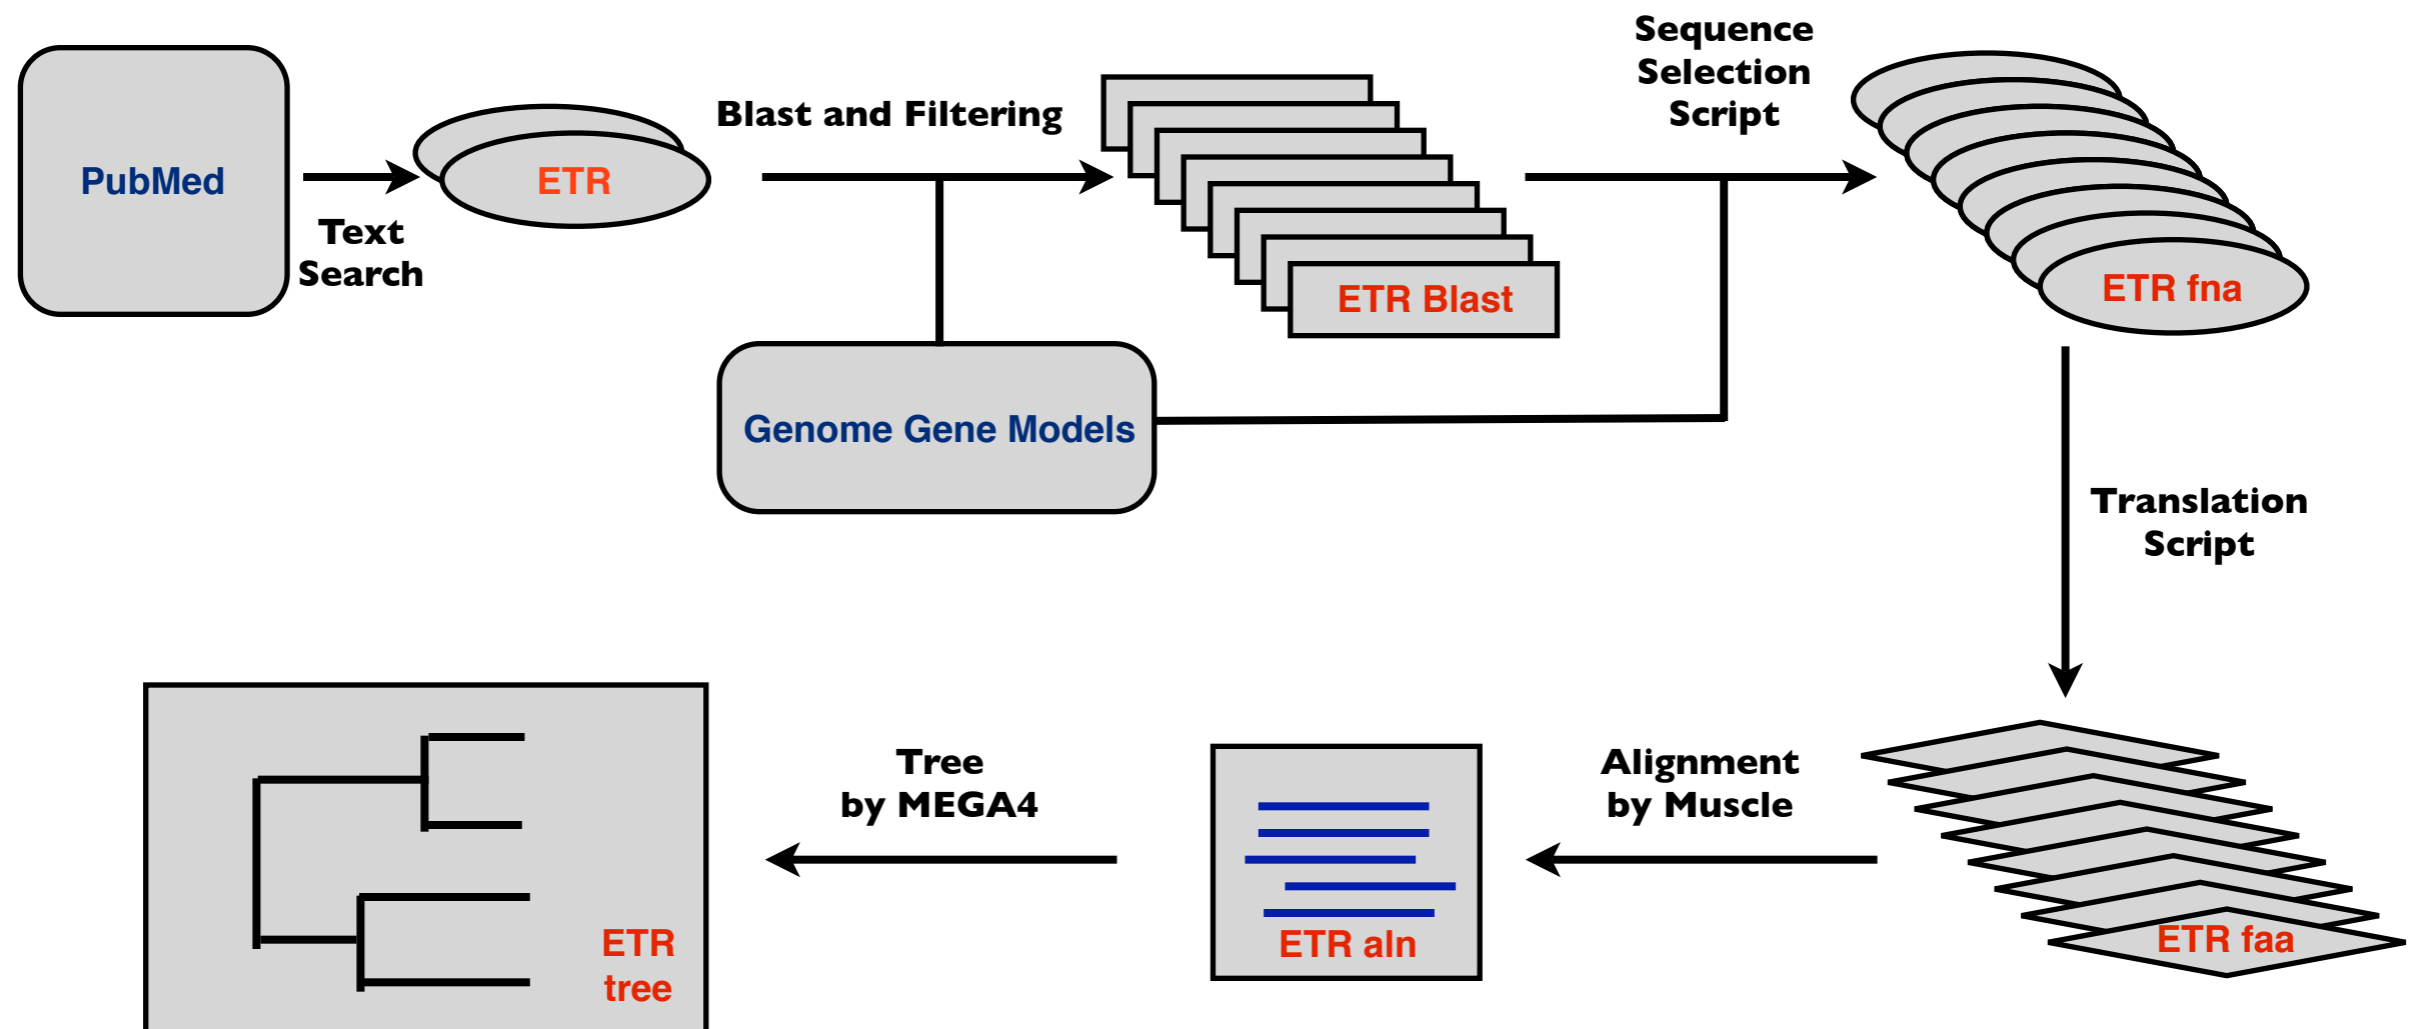 PubMed
Text
Search
ETR
Blast and Filtering
Genome Gene Models
ETR Blast
Sequence
Selection
Script
ETR fna
Translation
Script
ETR faa
Alignment
by Muscle
ETR aln
Tree
by MEGA4
ETR
tree